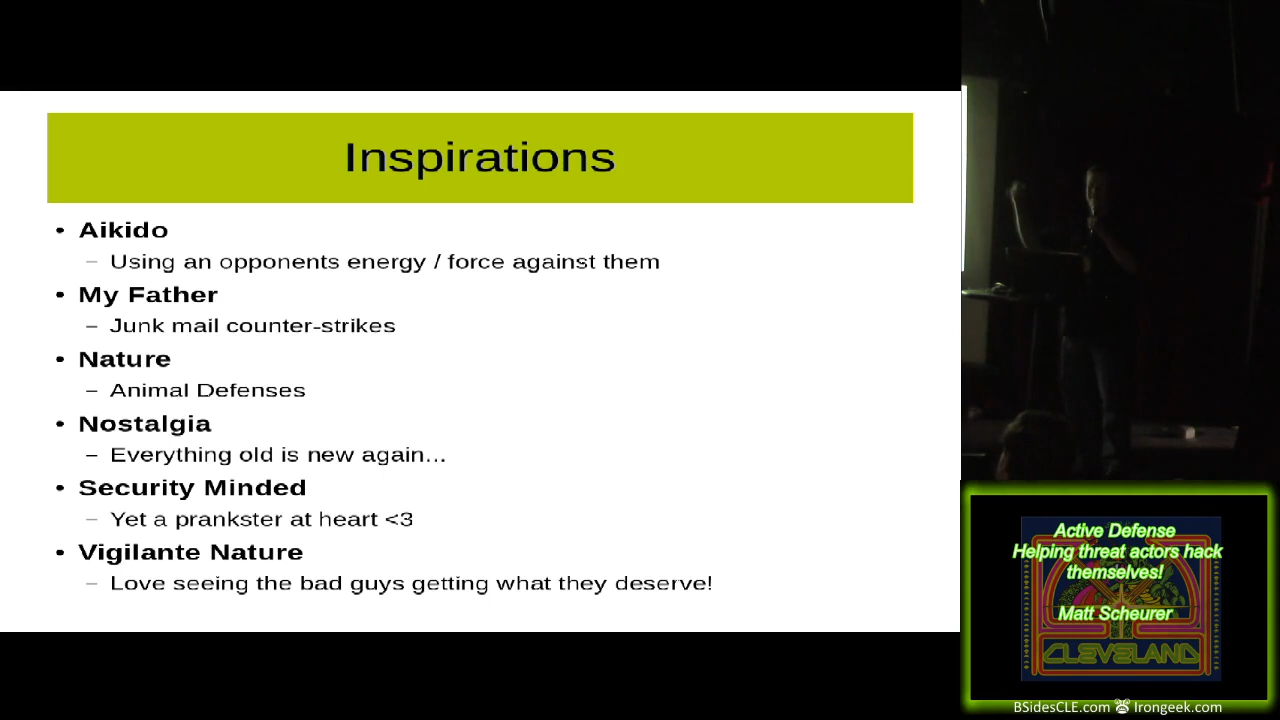 Inspirations
• Aikido
– Using an opponents energy / force against them
• My Father
– Junk mail counter-strikes
• Nature
– Animal Defenses
• Nostalgia
– Everything old is new again...
• Security Minded
– Yet a prankster at heart <3
• Vigilante Nature
– Love seeing the bad guys getting what they deserve!
Active Defense
Helping threat actors hack
themselves!
Matt Scheurer
CLEVELAND
BSidesCLE.com Irongeek.com